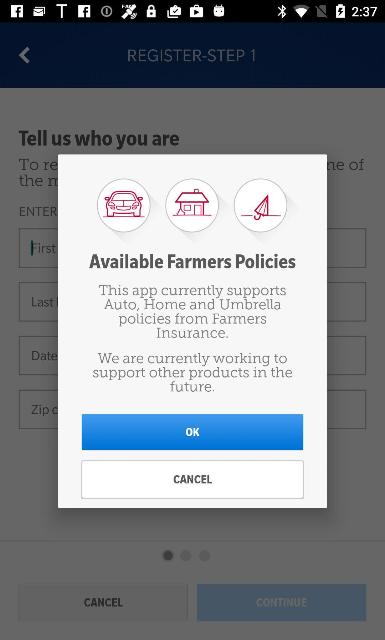 2:37
REGISTER-STEP 1
Tell us who you are
To re
ne of
the m
ENTER
First
Last
Date
Zip c
Available Farmers Policies
This app currently supports
Auto, Home and Umbrella
policies from Farmers
Insurance.
We are currently working to
support other products in the
future.
OK
CANCEL
CANCEL
CONTINUE